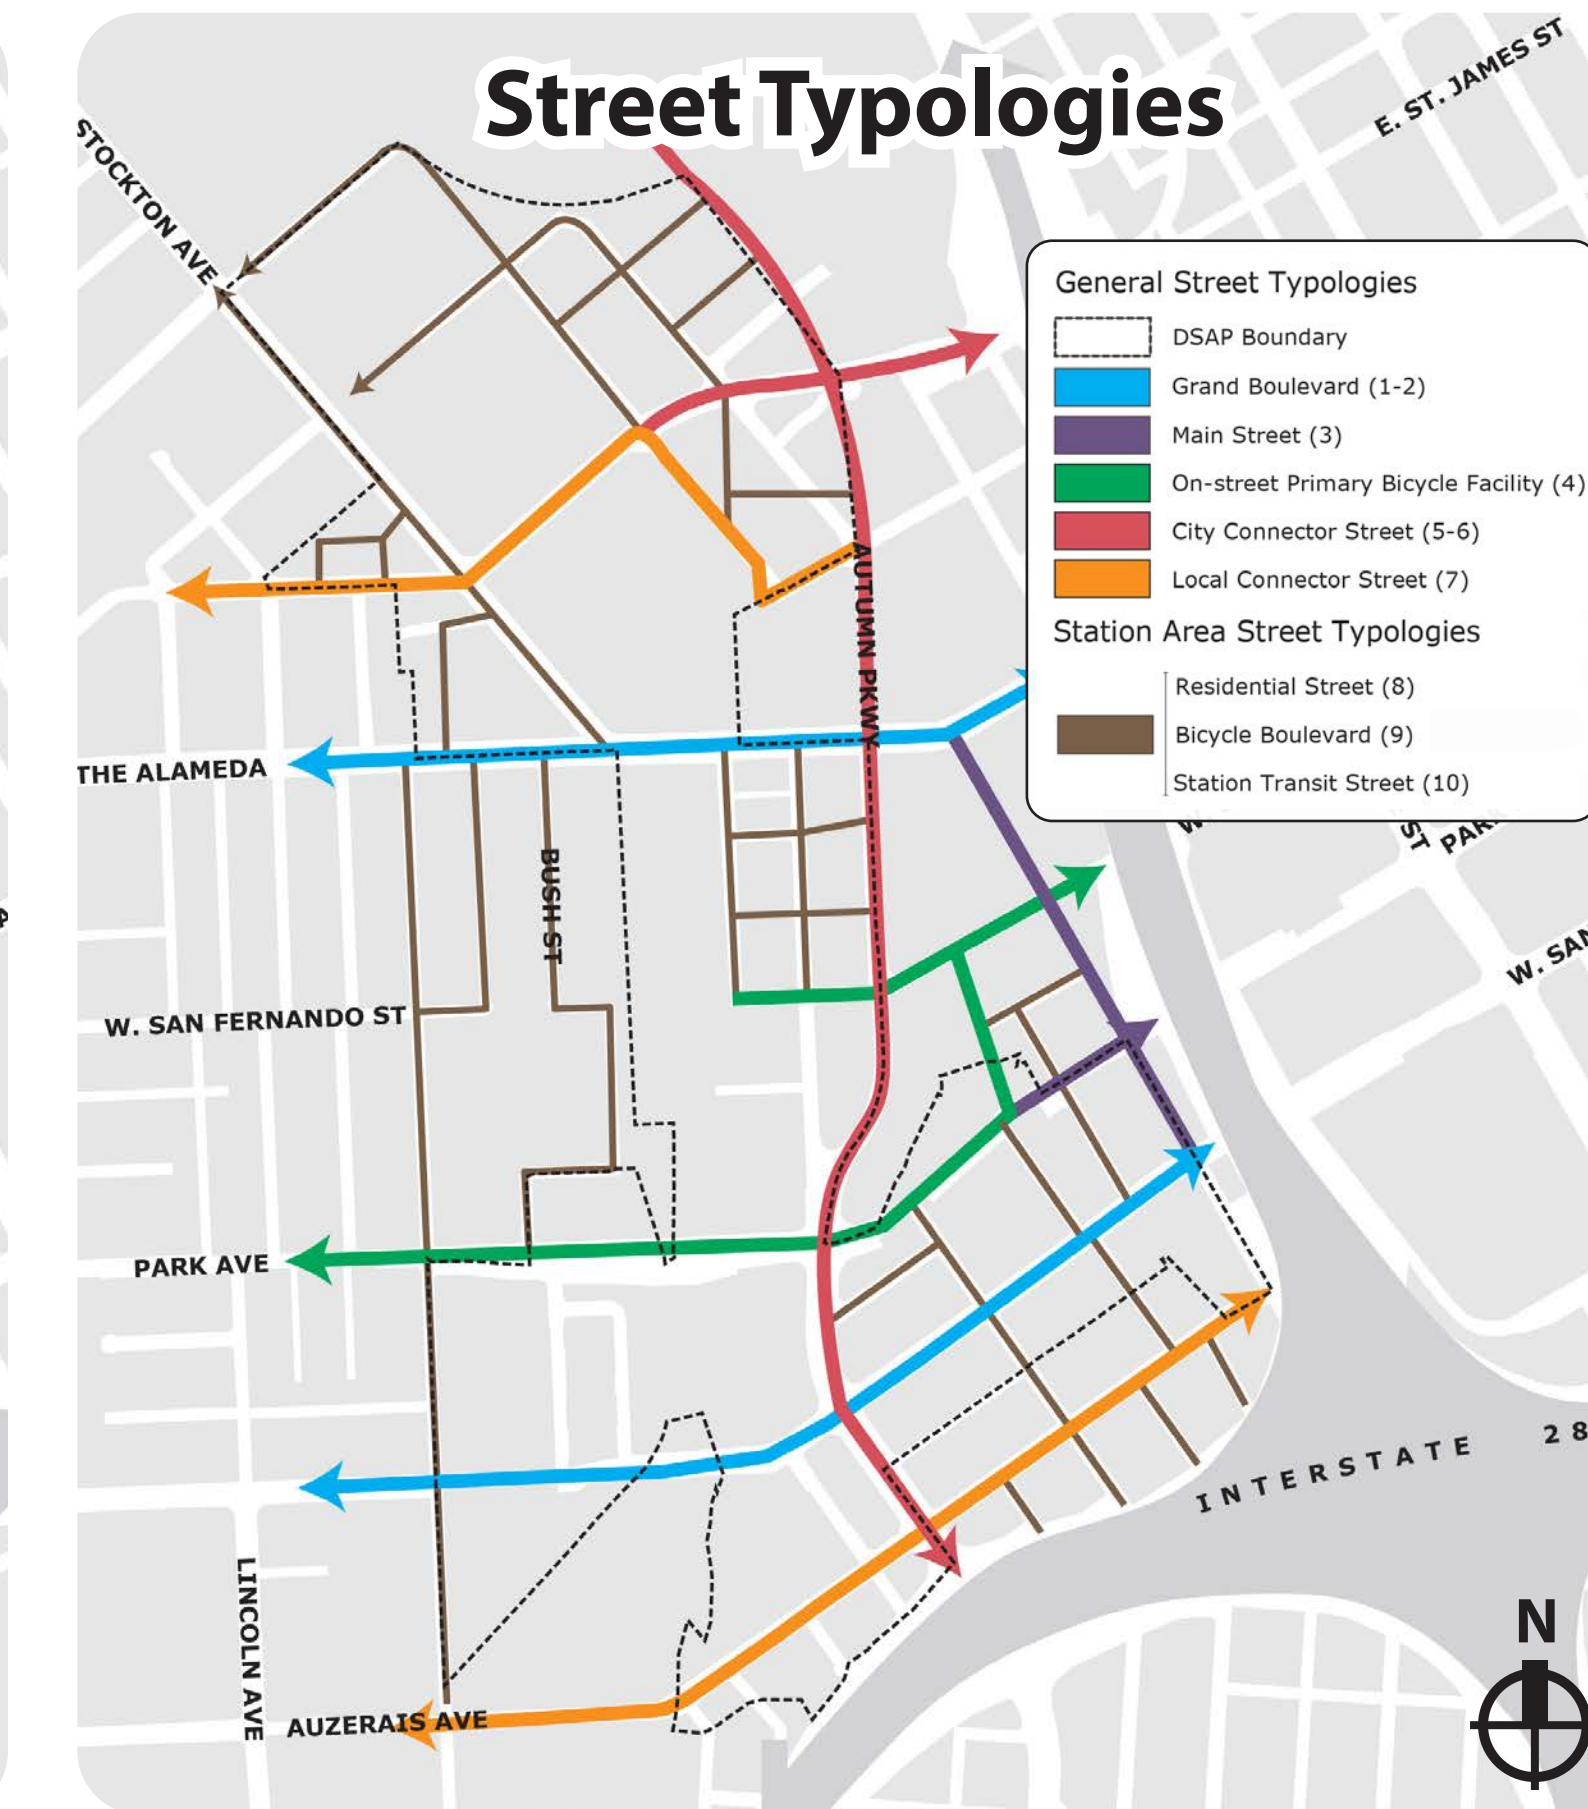 Street Typologies
E. ST. JAMES ST
STOCKTON AVE
General Street Typologies
DSAP Boundary
Grand Boulevard (1-2)
Main Street (3)
On-street Primary Bicycle Facility (4)
City Connector Street (5-6)
Local Connector Street (7)
Station Area Street Typologies
Residential Street (8)
Bicycle Boulevard (9)
Station Transit Street (10)
AUTUMN PKWY
THE ALAMEDA
ST
BUSH ST
W. SAN
W. SAN FERNANDO ST
PARK AVE
INTERSTATE 28
LINCOLN AVE
AUZERAIS AVE
N